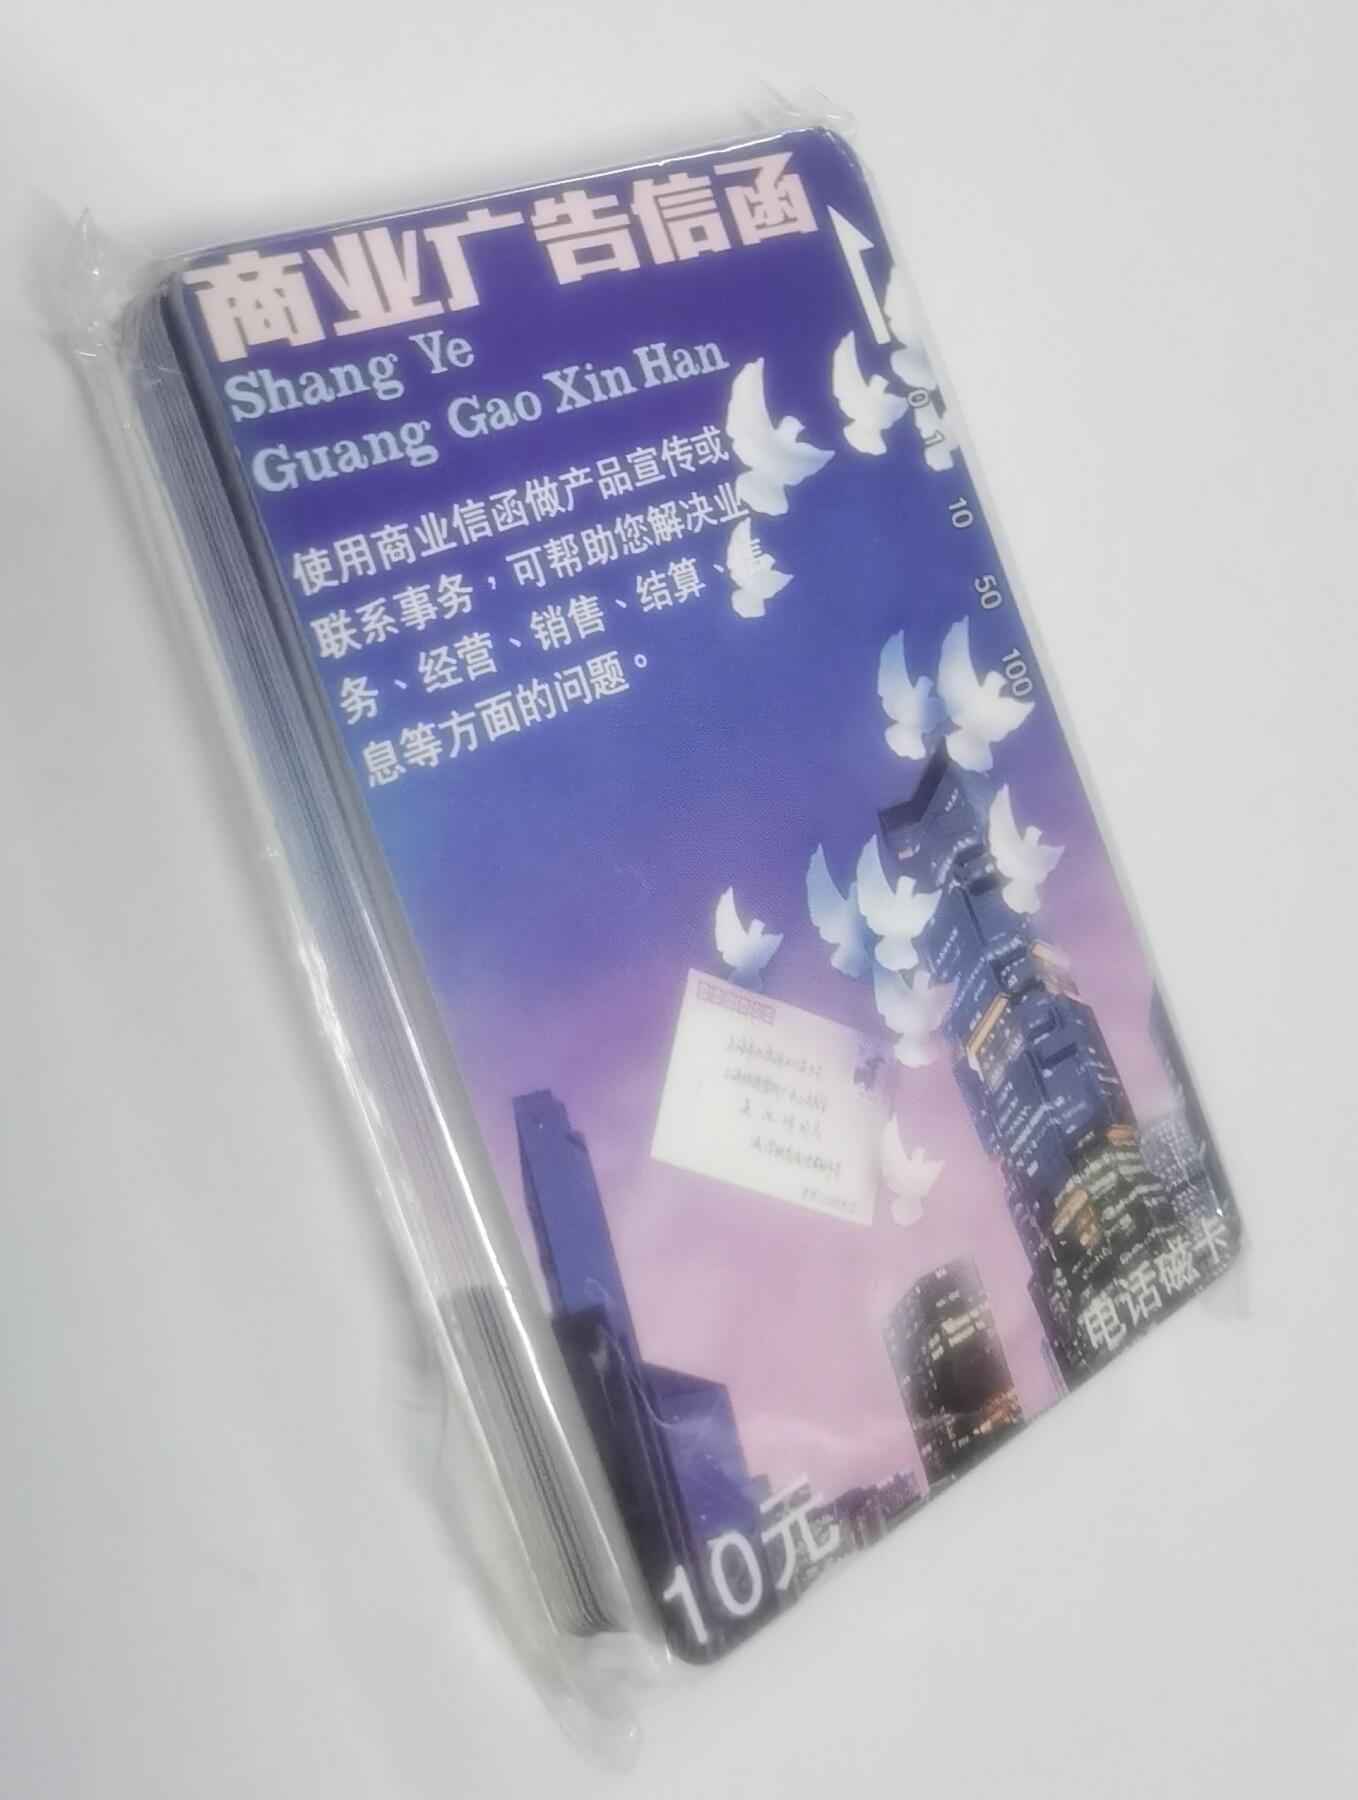 商业广告信函
Shang Ye
Guang Gao Xin Han
使用商业信函做产品宣传或
联系事务，可帮助您解决业
务、经营、销售、结算、信
息等方面的问题。
0
1
10
50
100
电话磁卡
10元